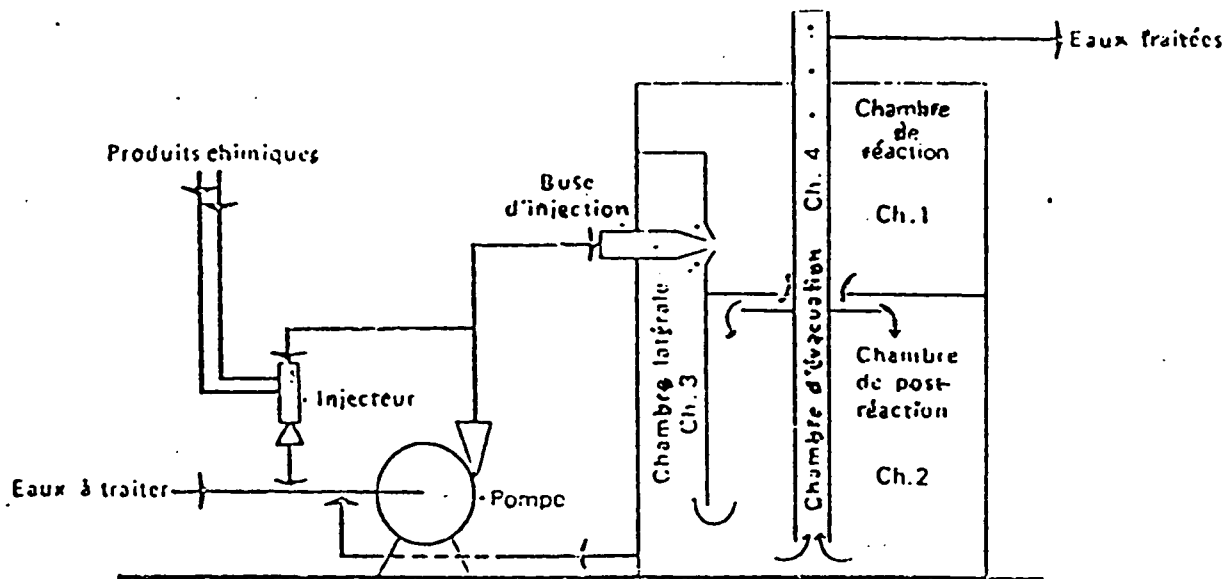 Eaux traitées
Chambre
de
réaction
Ch.1
Produits chimiques
Buse
d'injection
Chambre d'évacuation Ch. 4
Chambre latérale
Ch. 3
Chambre
de post-
réaction
Ch.2
Injecteur
Eaux à traiter
Pompe